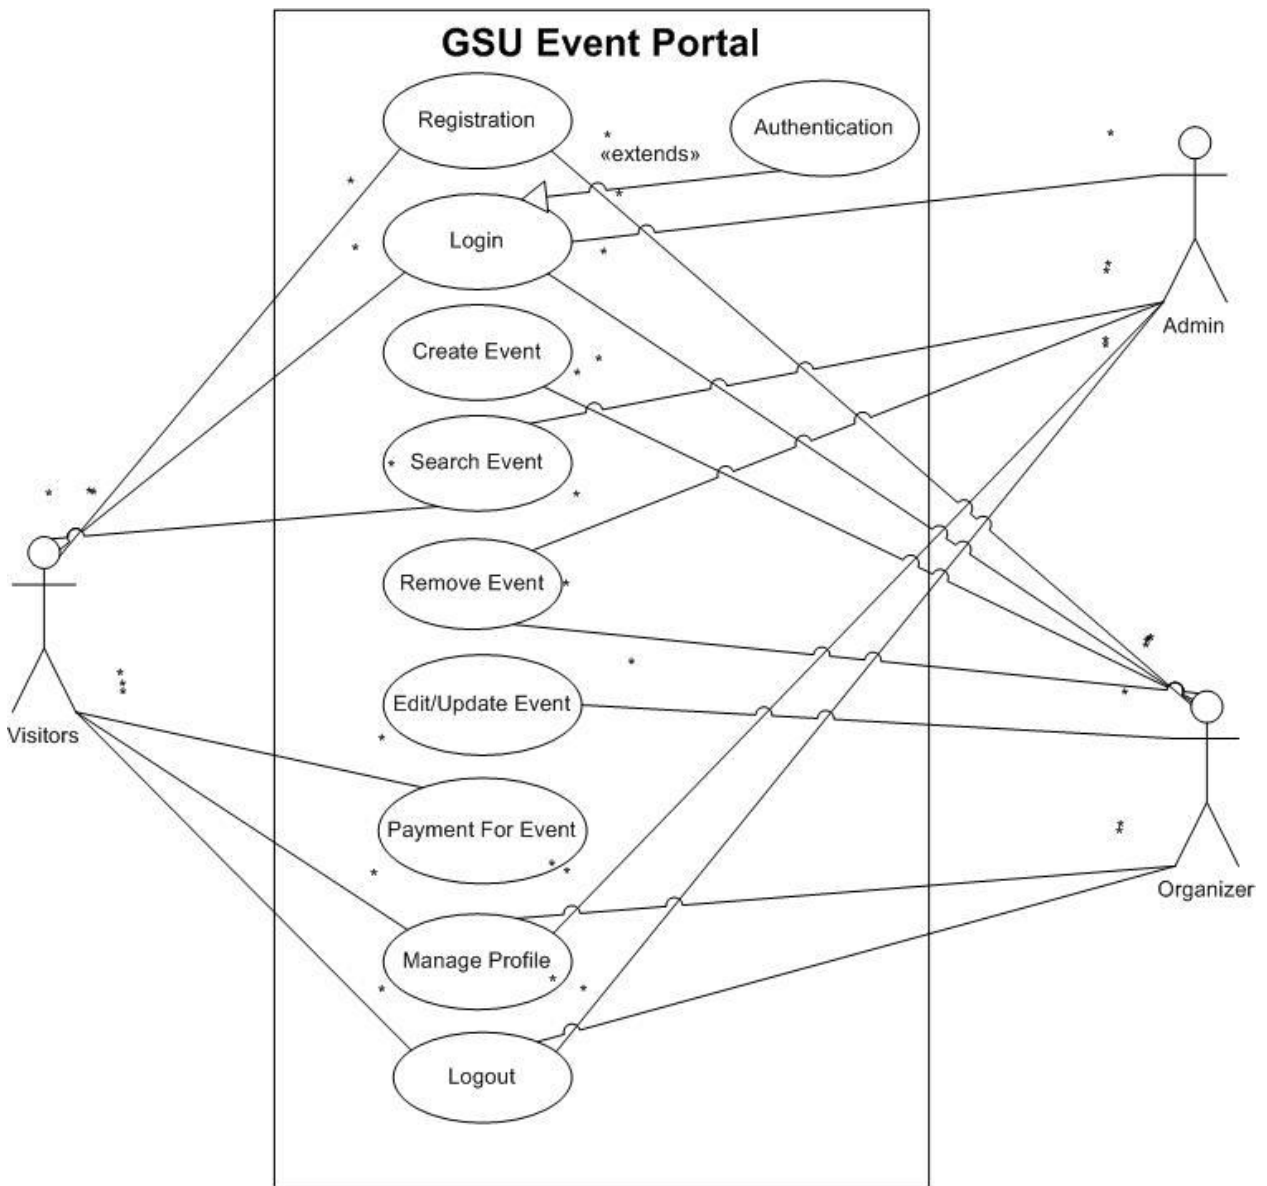 GSU Event Portal
Registration
Authentication
«extends»
Login
Create Event
Admin
Search Event
Remove Event
Edit/Update Event
Visitors
Payment For Event
Organizer
Manage Profile
Logout